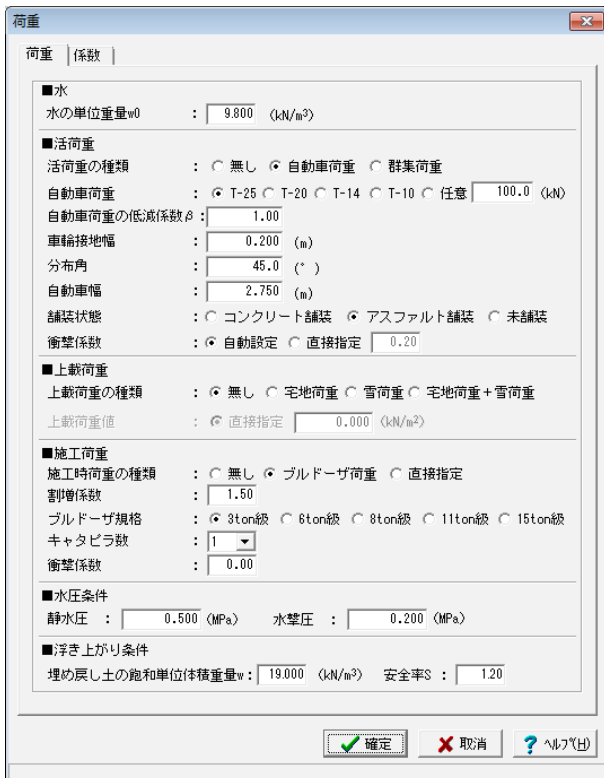 荷重
荷重 係数
■水
水の単位重量w0 : 9.800 (kN/m³)
■活荷重
活荷重の種類 : 無し 自動車荷重 群集荷重
自動車荷重 : T-25 T-20 T-14 T-10 任意 100.0 (kN)
自動車荷重の低減係数β : 1.00
車輪接地幅 : 0.200 (m)
分布角 : 45.0 (°)
自動車幅 : 2.750 (m)
舗装状態 : コンクリート舗装 アスファルト舗装 未舗装
衝撃係数 : 自動設定 直接指定 0.20
■上載荷重
上載荷重の種類 : 無し 宅地荷重 雪荷重 宅地荷重+雪荷重
上載荷重値 : 直接指定 0.000 (kN/m²)
■施工荷重
施工時荷重の種類 : 無し ブルドーザ荷重 直接指定
割増係数 : 1.50
ブルドーザ規格 : 3ton級 6ton級 8ton級 11ton級 15ton級
キャタピラ数 : 1
衝撃係数 : 0.00
■水圧条件
静水圧 : 0.500 (MPa) 水撃圧 : 0.200 (MPa)
■浮き上がり条件
埋め戻し土の飽和単位体積重量w : 19.000 (kN/m³) 安全率S : 1.20
確定 取消 ヘルプ(H)